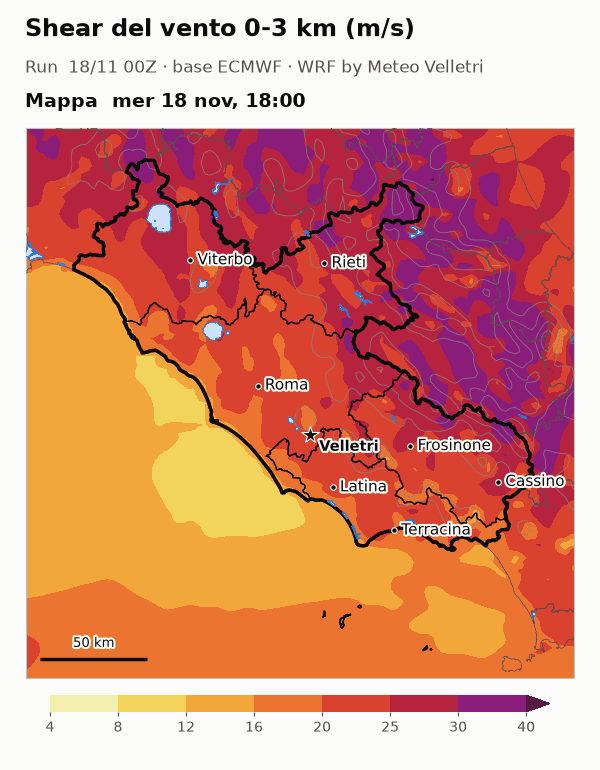 Shear del vento 0-3 km (m/s)
Run 18/11 00Z · base ECMWF · WRF by Meteo Velletri
Mappa mer 18 nov, 18:00
Viterbo
Rieti
Roma
Velletri
Frosinone
Cassino
Latina
Terracina
50 km
4 8 12 16 20 25 30 40